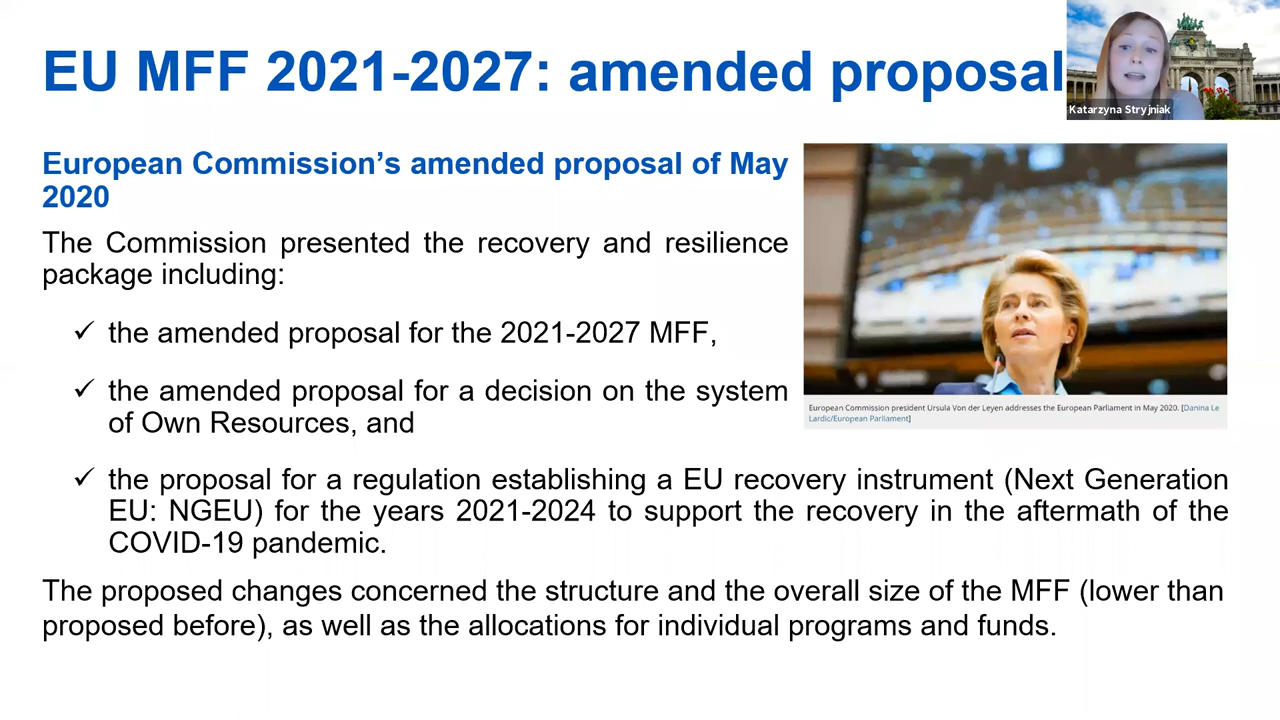 EU MFF 2021-2027: amended proposal
Katarzyna Stryjniak
European Commission’s amended proposal of May
2020
The Commission presented the recovery and resilience
package including:
✓ the amended proposal for the 2021-2027 MFF,
✓ the amended proposal for a decision on the system
of Own Resources, and
European Commission president Ursula Von der Leyen addresses the European Parliament in May 2020. [Danina Le
Lardic/European Parliament]
✓ the proposal for a regulation establishing a EU recovery instrument (Next Generation
EU: NGEU) for the years 2021-2024 to support the recovery in the aftermath of the
COVID-19 pandemic.
The proposed changes concerned the structure and the overall size of the MFF (lower than
proposed before), as well as the allocations for individual programs and funds.